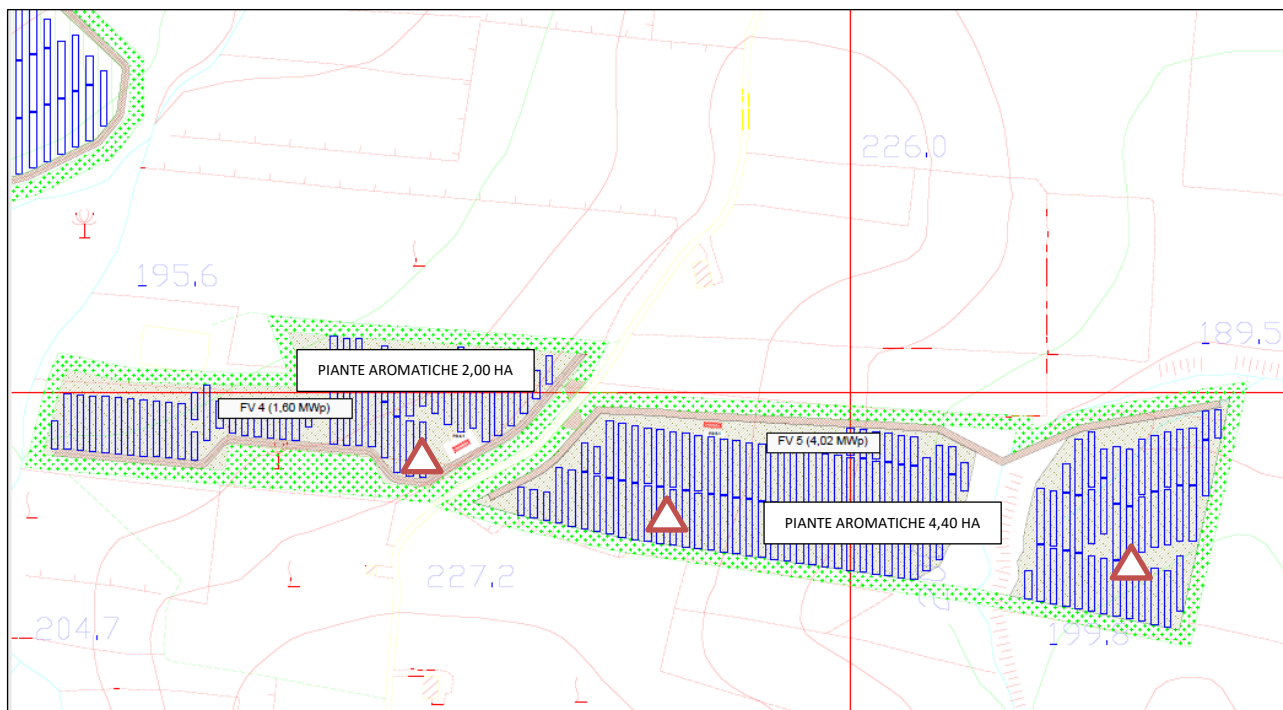 226,0
195,6
189,5
PIANTE AROMATICHE 2,00 HA
FV 4 (1,60 MWp)
FV 5 (4,02 MWp)
PIANTE AROMATICHE 4,40 HA
227,2
204,7
199,8